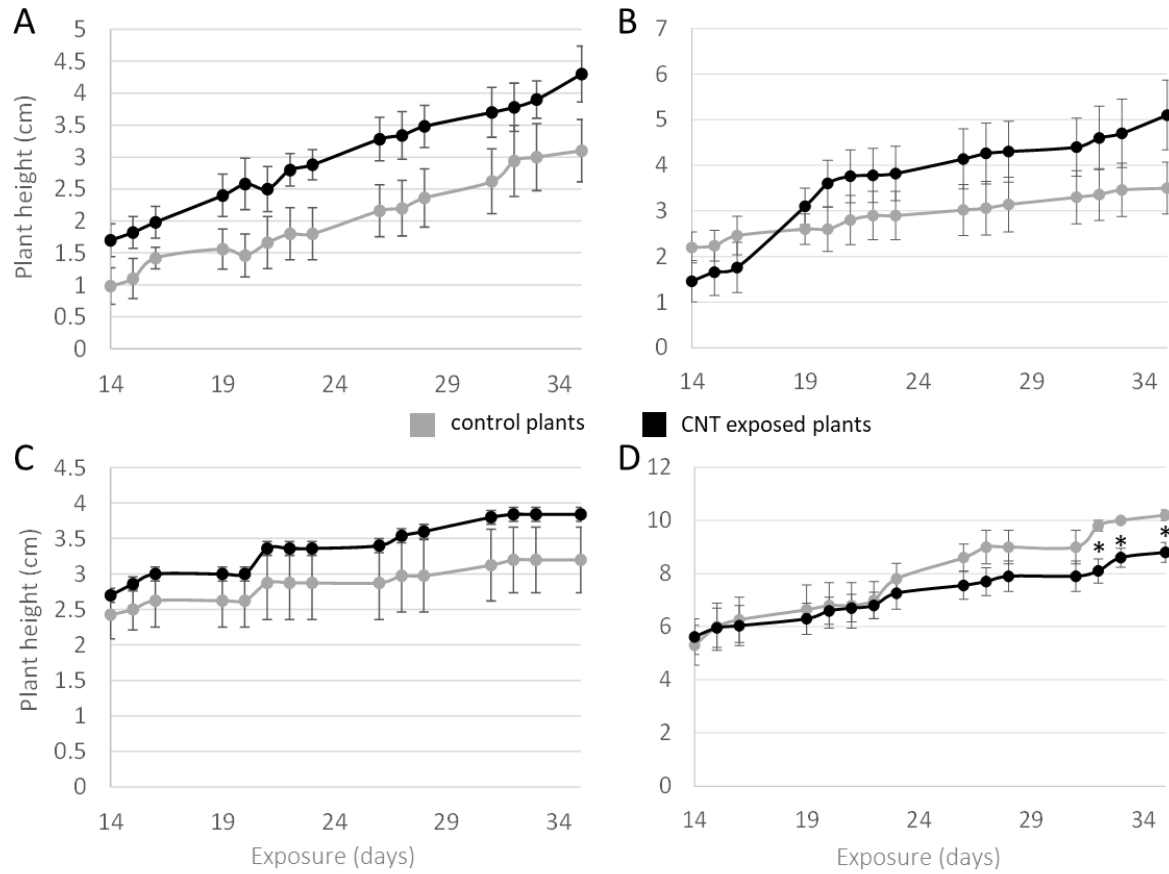 A
B
Plant height (cm)
5
4.5
4
3.5
3
2.5
2
1.5
1
0.5
0
14 19 24 29 34
7
6
5
4
3
2
1
0
14 19 24 29 34
control plants
CNT exposed plants
C
D
Plant height (cm)
4.5
4
3.5
3
2.5
2
1.5
1
0.5
0
14 19 24 29 34
Exposure (days)
12
10
8
6
4
2
0
* * *
14 19 24 29 34
Exposure (days)